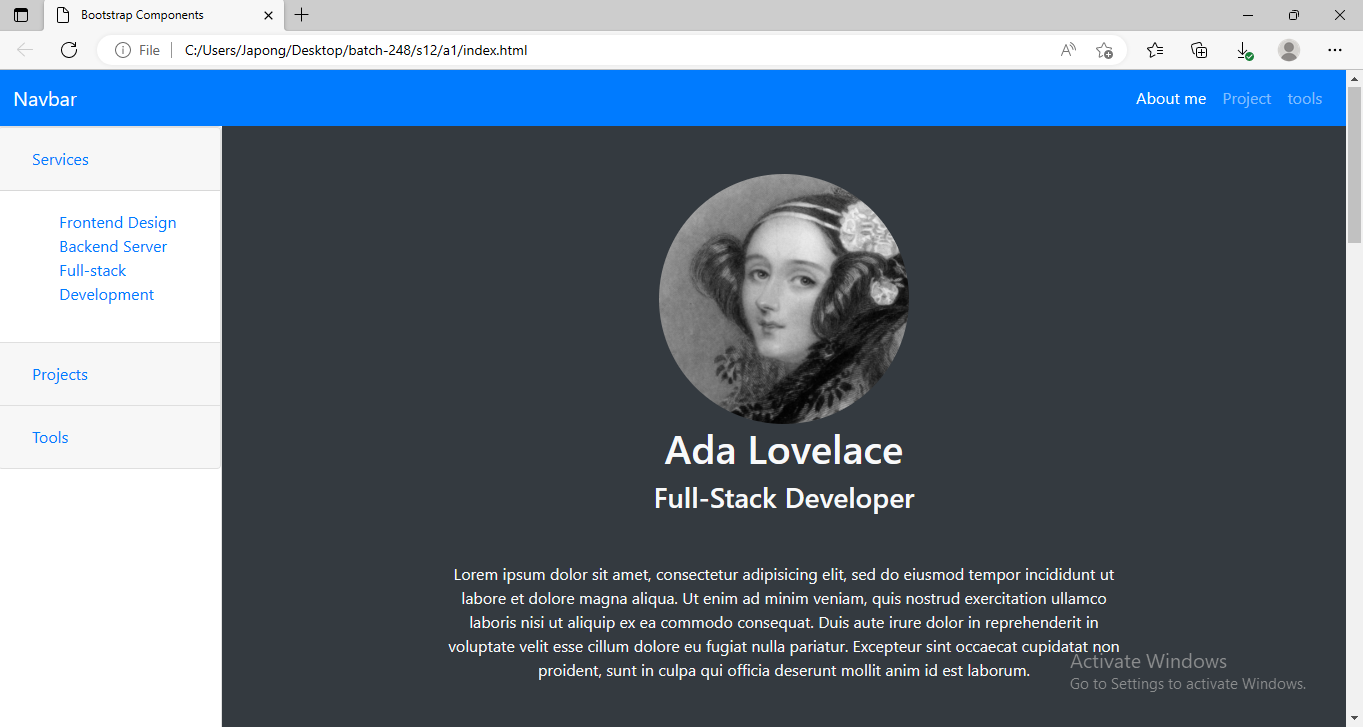 Bootstrap Components
File
C:/Users/Japong/Desktop/batch-248/s12/a1/index.html
Navbar
About me Project tools
Services
Frontend Design
Backend Server
Full-stack
Development
Projects
Tools
Ada Lovelace
Full-Stack Developer
Lorem ipsum dolor sit amet, consectetur adipisicing elit, sed do eiusmod tempor incididunt ut
labore et dolore magna aliqua. Ut enim ad minim veniam, quis nostrud exercitation ullamco
laboris nisi ut aliquip ex ea commodo consequat. Duis aute irure dolor in reprehenderit in
voluptate velit esse cillum dolore eu fugiat nulla pariatur. Excepteur sint occaecat cupidatat non
proident, sunt in culpa qui officia deserunt mollit anim id est laborum.
Activate Windows
Go to Settings to activate Windows.